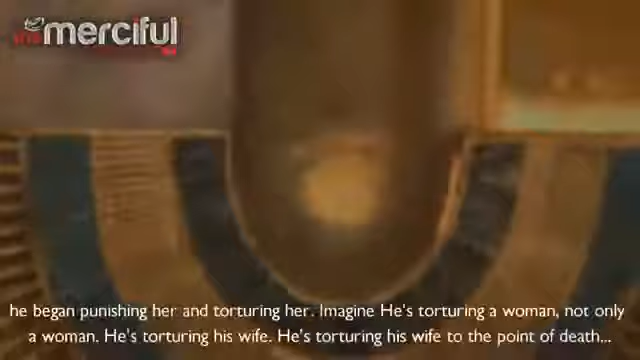 the merciful
he began punishing her and torturing her. Imagine He's torturing a woman, not only
a woman. He's torturing his wife. He's torturing his wife to the point of death...